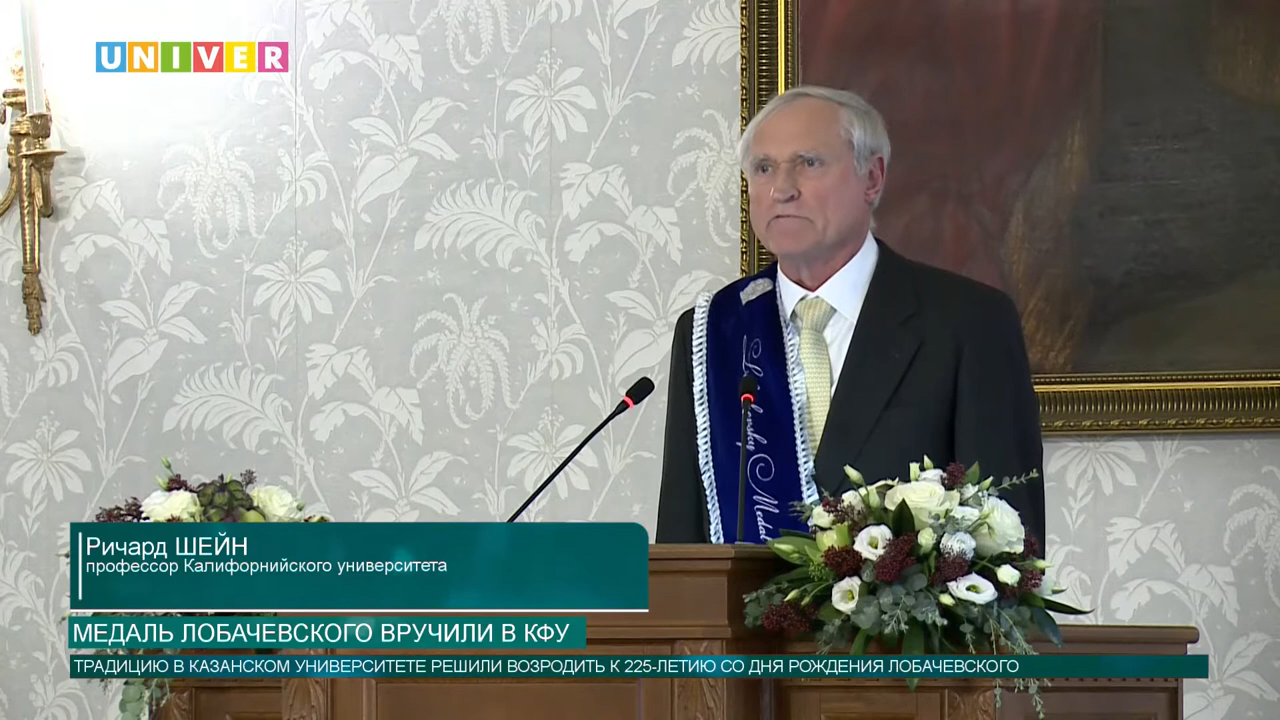 UNIVER
Medal
Ричард ШЕЙН
профессор Калифорнийского университета
МЕДАЛЬ ЛОБАЧЕВСКОГО ВРУЧИЛИ В КФУ
ТРАДИЦИЮ В КАЗАНСКОМ УНИВЕРСИТЕТЕ РЕШИЛИ ВОЗРОДИТЬ К 225-ЛЕТИЮ СО ДНЯ РОЖДЕНИЯ ЛОБАЧЕВСКОГО